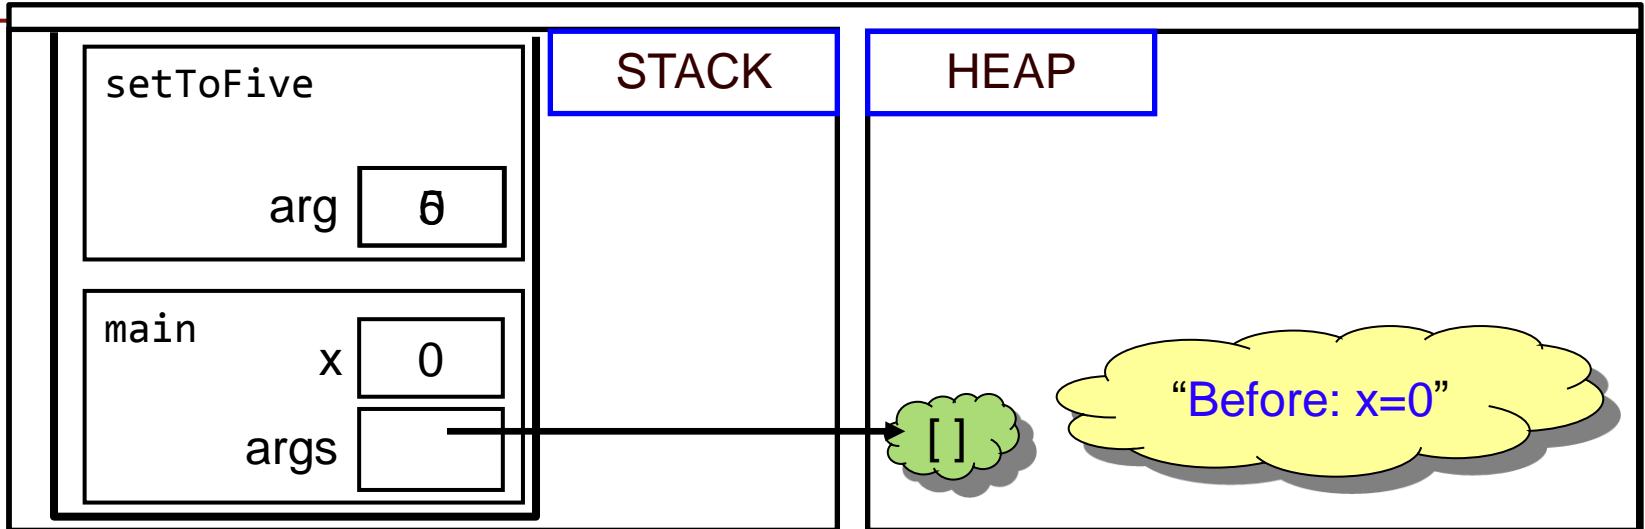 setToFive
STACK
HEAP
arg
main
x 0
args
[]
“Before: x=0”